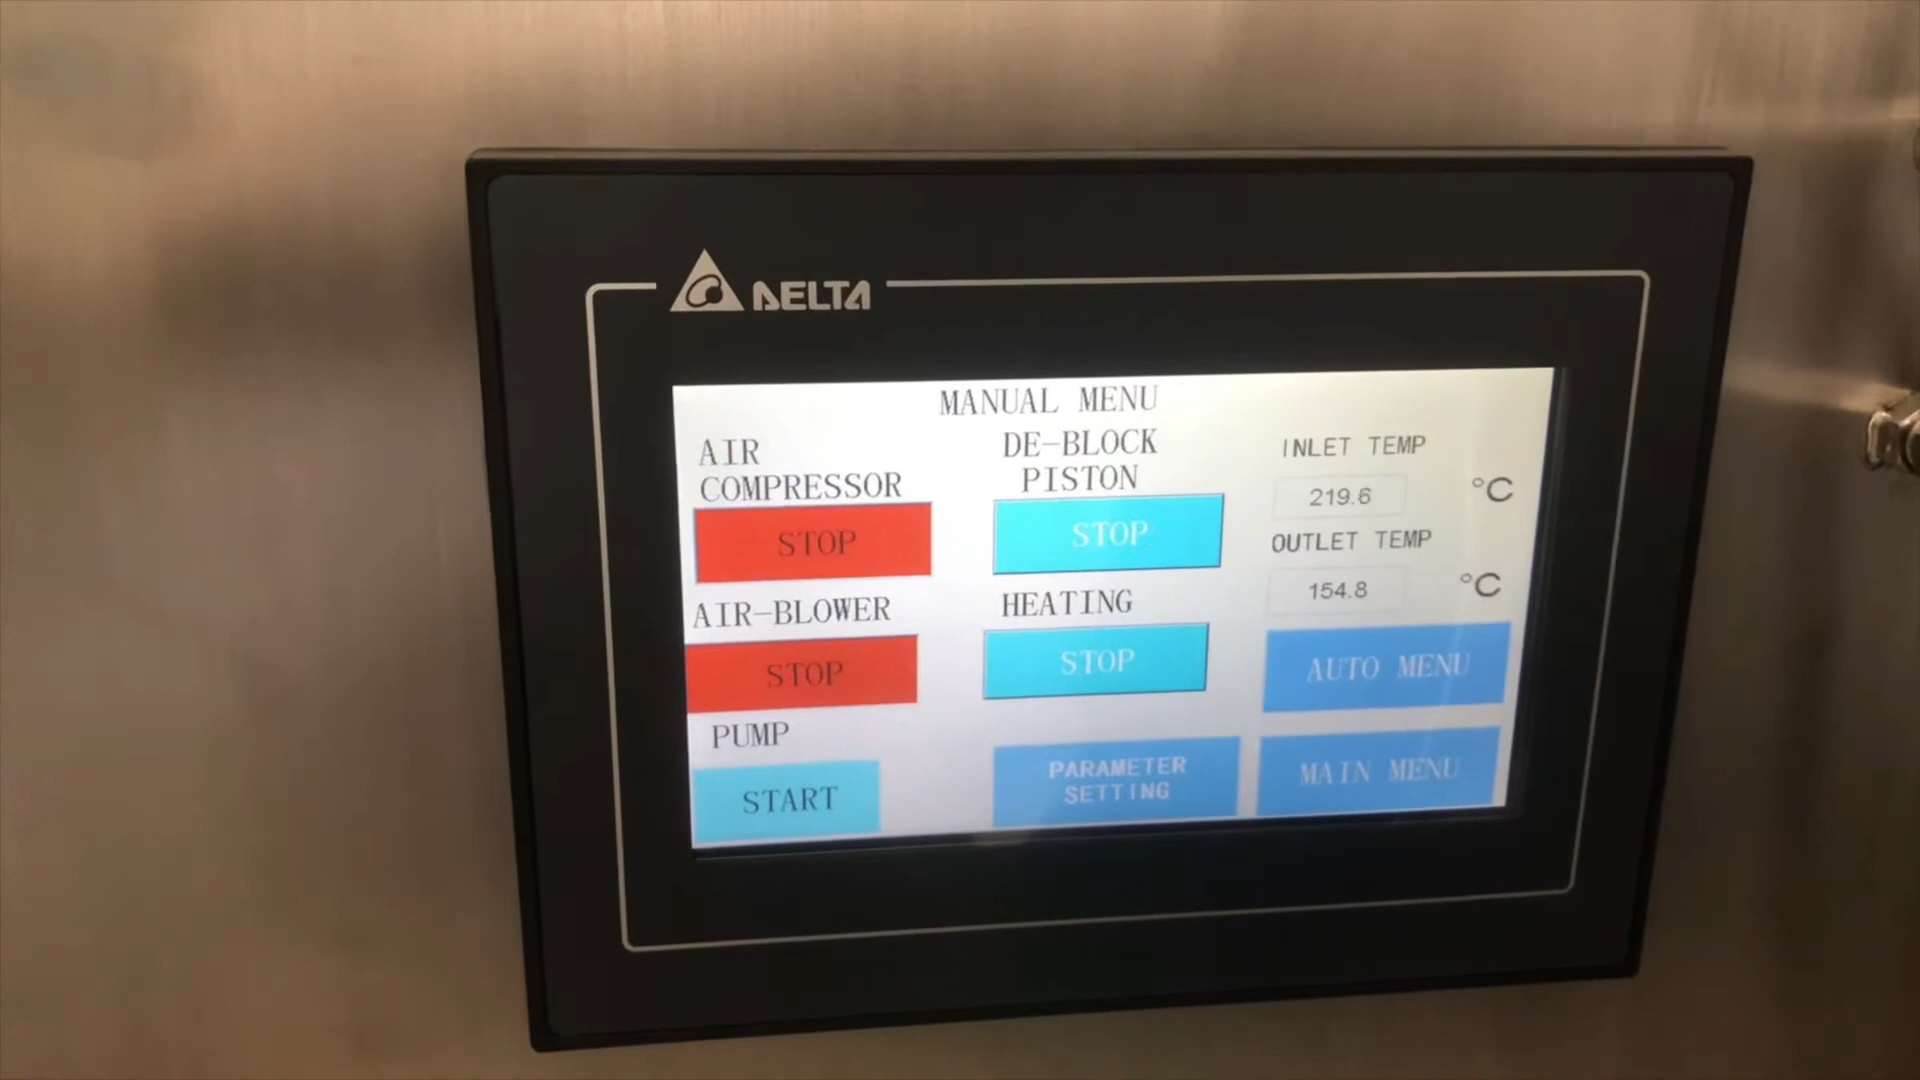 DELTA
MANUAL MENU
AIR
COMPRESSOR
STOP
DE-BLOCK
PISTON
STOP
INLET TEMP
219.6 °C
OUTLET TEMP
154.8 °C
AIR-BLOWER
STOP
HEATING
STOP
AUTO MENU
PUMP
START
PARAMETER
SETTING
MAIN MENU